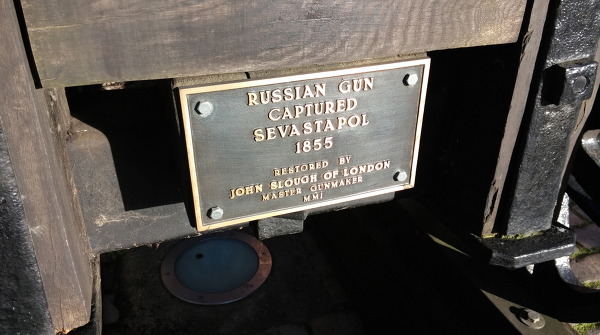 RUSSIAN GUN
CAPTURED
SEVASTAPOL
1855
RESTORED BY
JOHN SLOUGH OF LONDON
MASTER GUNMAKER
MMI